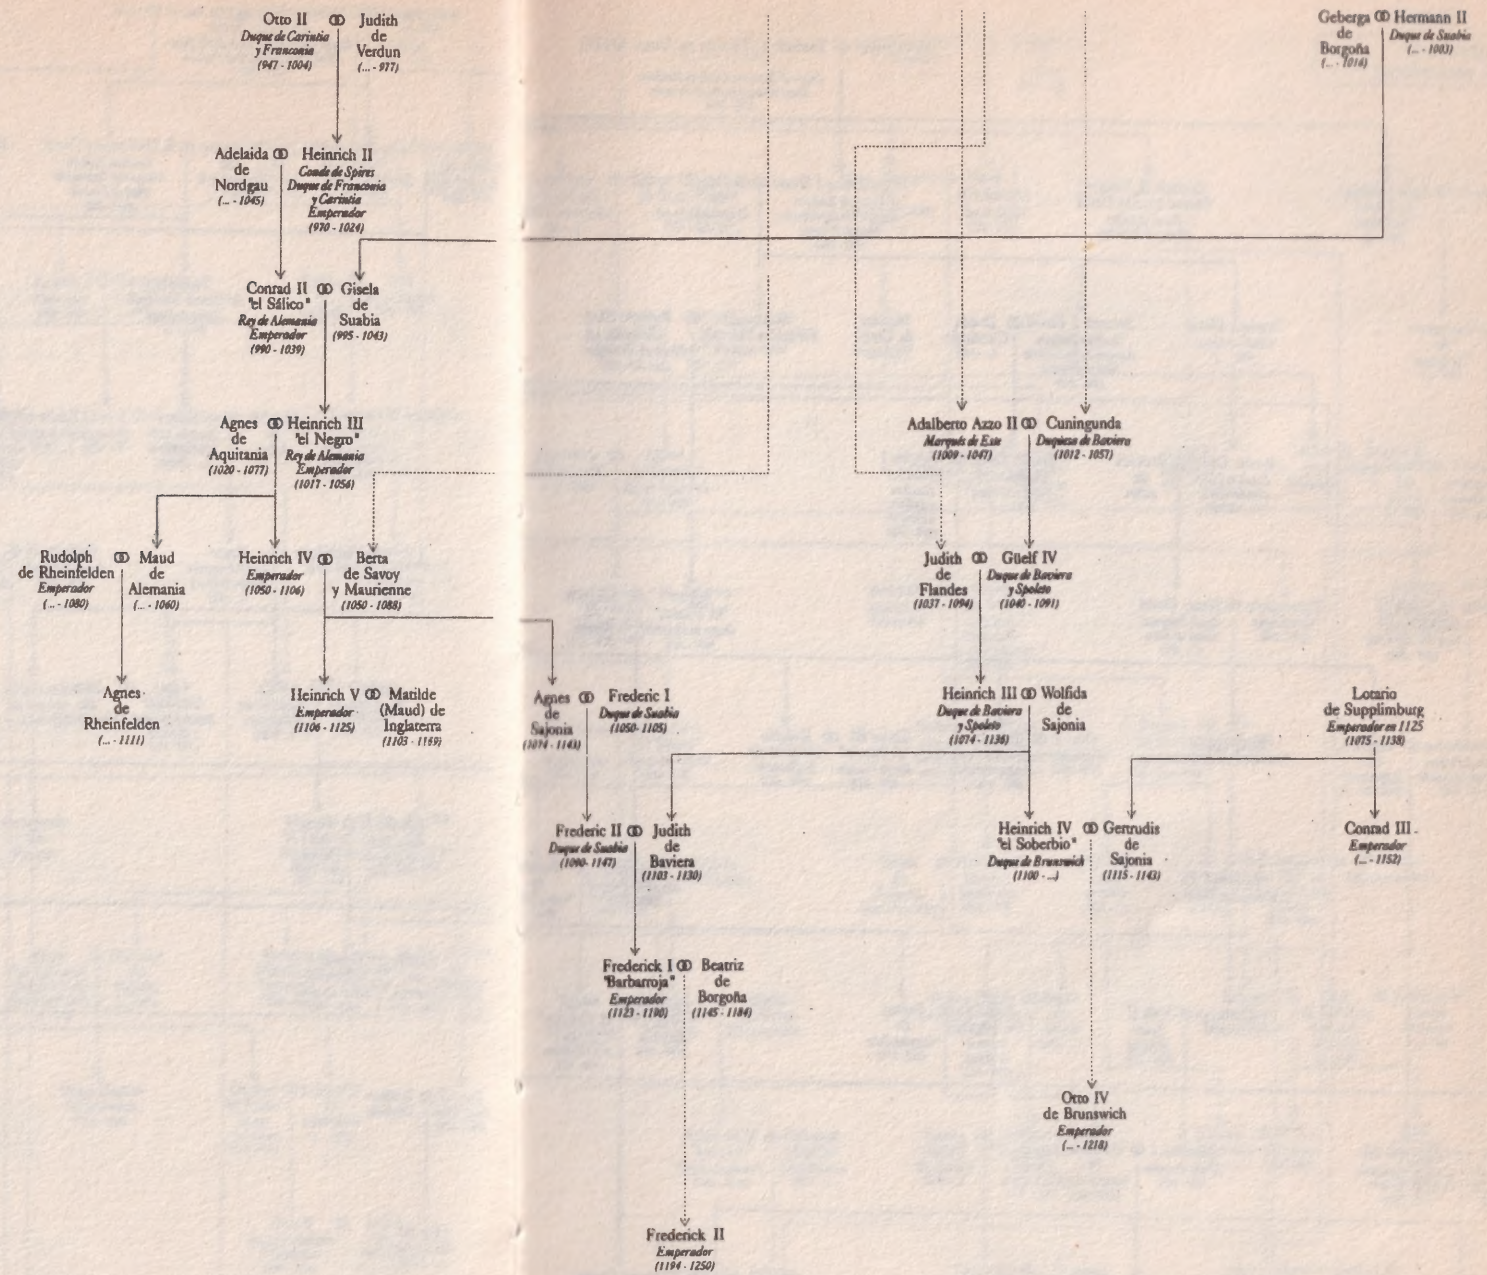 Otto II
Duque de Carintia
y Franconia
(947 - 1004)
Judith
de
Verdun
(... - 977)
Geberga
de
Borgoña
(... - 1016)
Hermann II
Duque de Suabia
(... - 1003)
Adelaida
de
Nordgau
(... - 1045)
Heinrich II
Conde de Spires
Duque de Franconia
y Carintia
Emperador
(970 - 1024)
Conrad II
"el Sálico"
Rey de Alemania
Emperador
(990 - 1039)
Gisela
de
Suabia
(995 - 1043)
Agnes
de
Aquitania
(1020 - 1077)
Heinrich III
"el Negro"
Rey de Alemania
Emperador
(1017 - 1056)
Adalberto Azzo II
Marqués de Este
(1009 - 1047)
Cuningunda
Duquesa de Baviera
(1012 - 1057)
Rudolph
de Rheinfelden
Emperador
(... - 1080)
Maud
de
Alemania
(... - 1060)
Heinrich IV
Emperador
(1050 - 1106)
Berta
de Savoy
y Maurienne
(1050 - 1088)
Judith
de
Flandes
(1037 - 1094)
Güelf IV
Duque de Baviera
y Spoleto
(1040 - 1091)
Agnes
de
Rheinfelden
(... - 1111)
Heinrich V
Emperador
(1106 - 1125)
Matilde
(Maud) de
Inglaterra
(1103 - 1169)
Agnes
de
Sajonia
(1074 - 1143)
Frederic I
Duque de Suabia
(1050 - 1105)
Heinrich III
Duque de Baviera
y Spoleto
(1074 - 1136)
Wolfida
de
Sajonia
Lotario
de Supplimburg
Emperador en 1125
(1075 - 1138)
Frederic II
Duque de Suabia
(1090 - 1147)
Judith
de
Baviera
(1103 - 1130)
Heinrich IV
"el Soberbio"
Duque de Brunswich
(1100 - ...)
Gertrudis
de
Sajonia
(1115 - 1143)
Conrad III
Emperador
(... - 1152)
Frederick I
"Barbarroja"
Emperador
(1123 - 1190)
Beatriz
de
Borgoña
(1145 - 1184)
Otto IV
de Brunswich
Emperador
(... - 1218)
Frederick II
Emperador
(1194 - 1250)